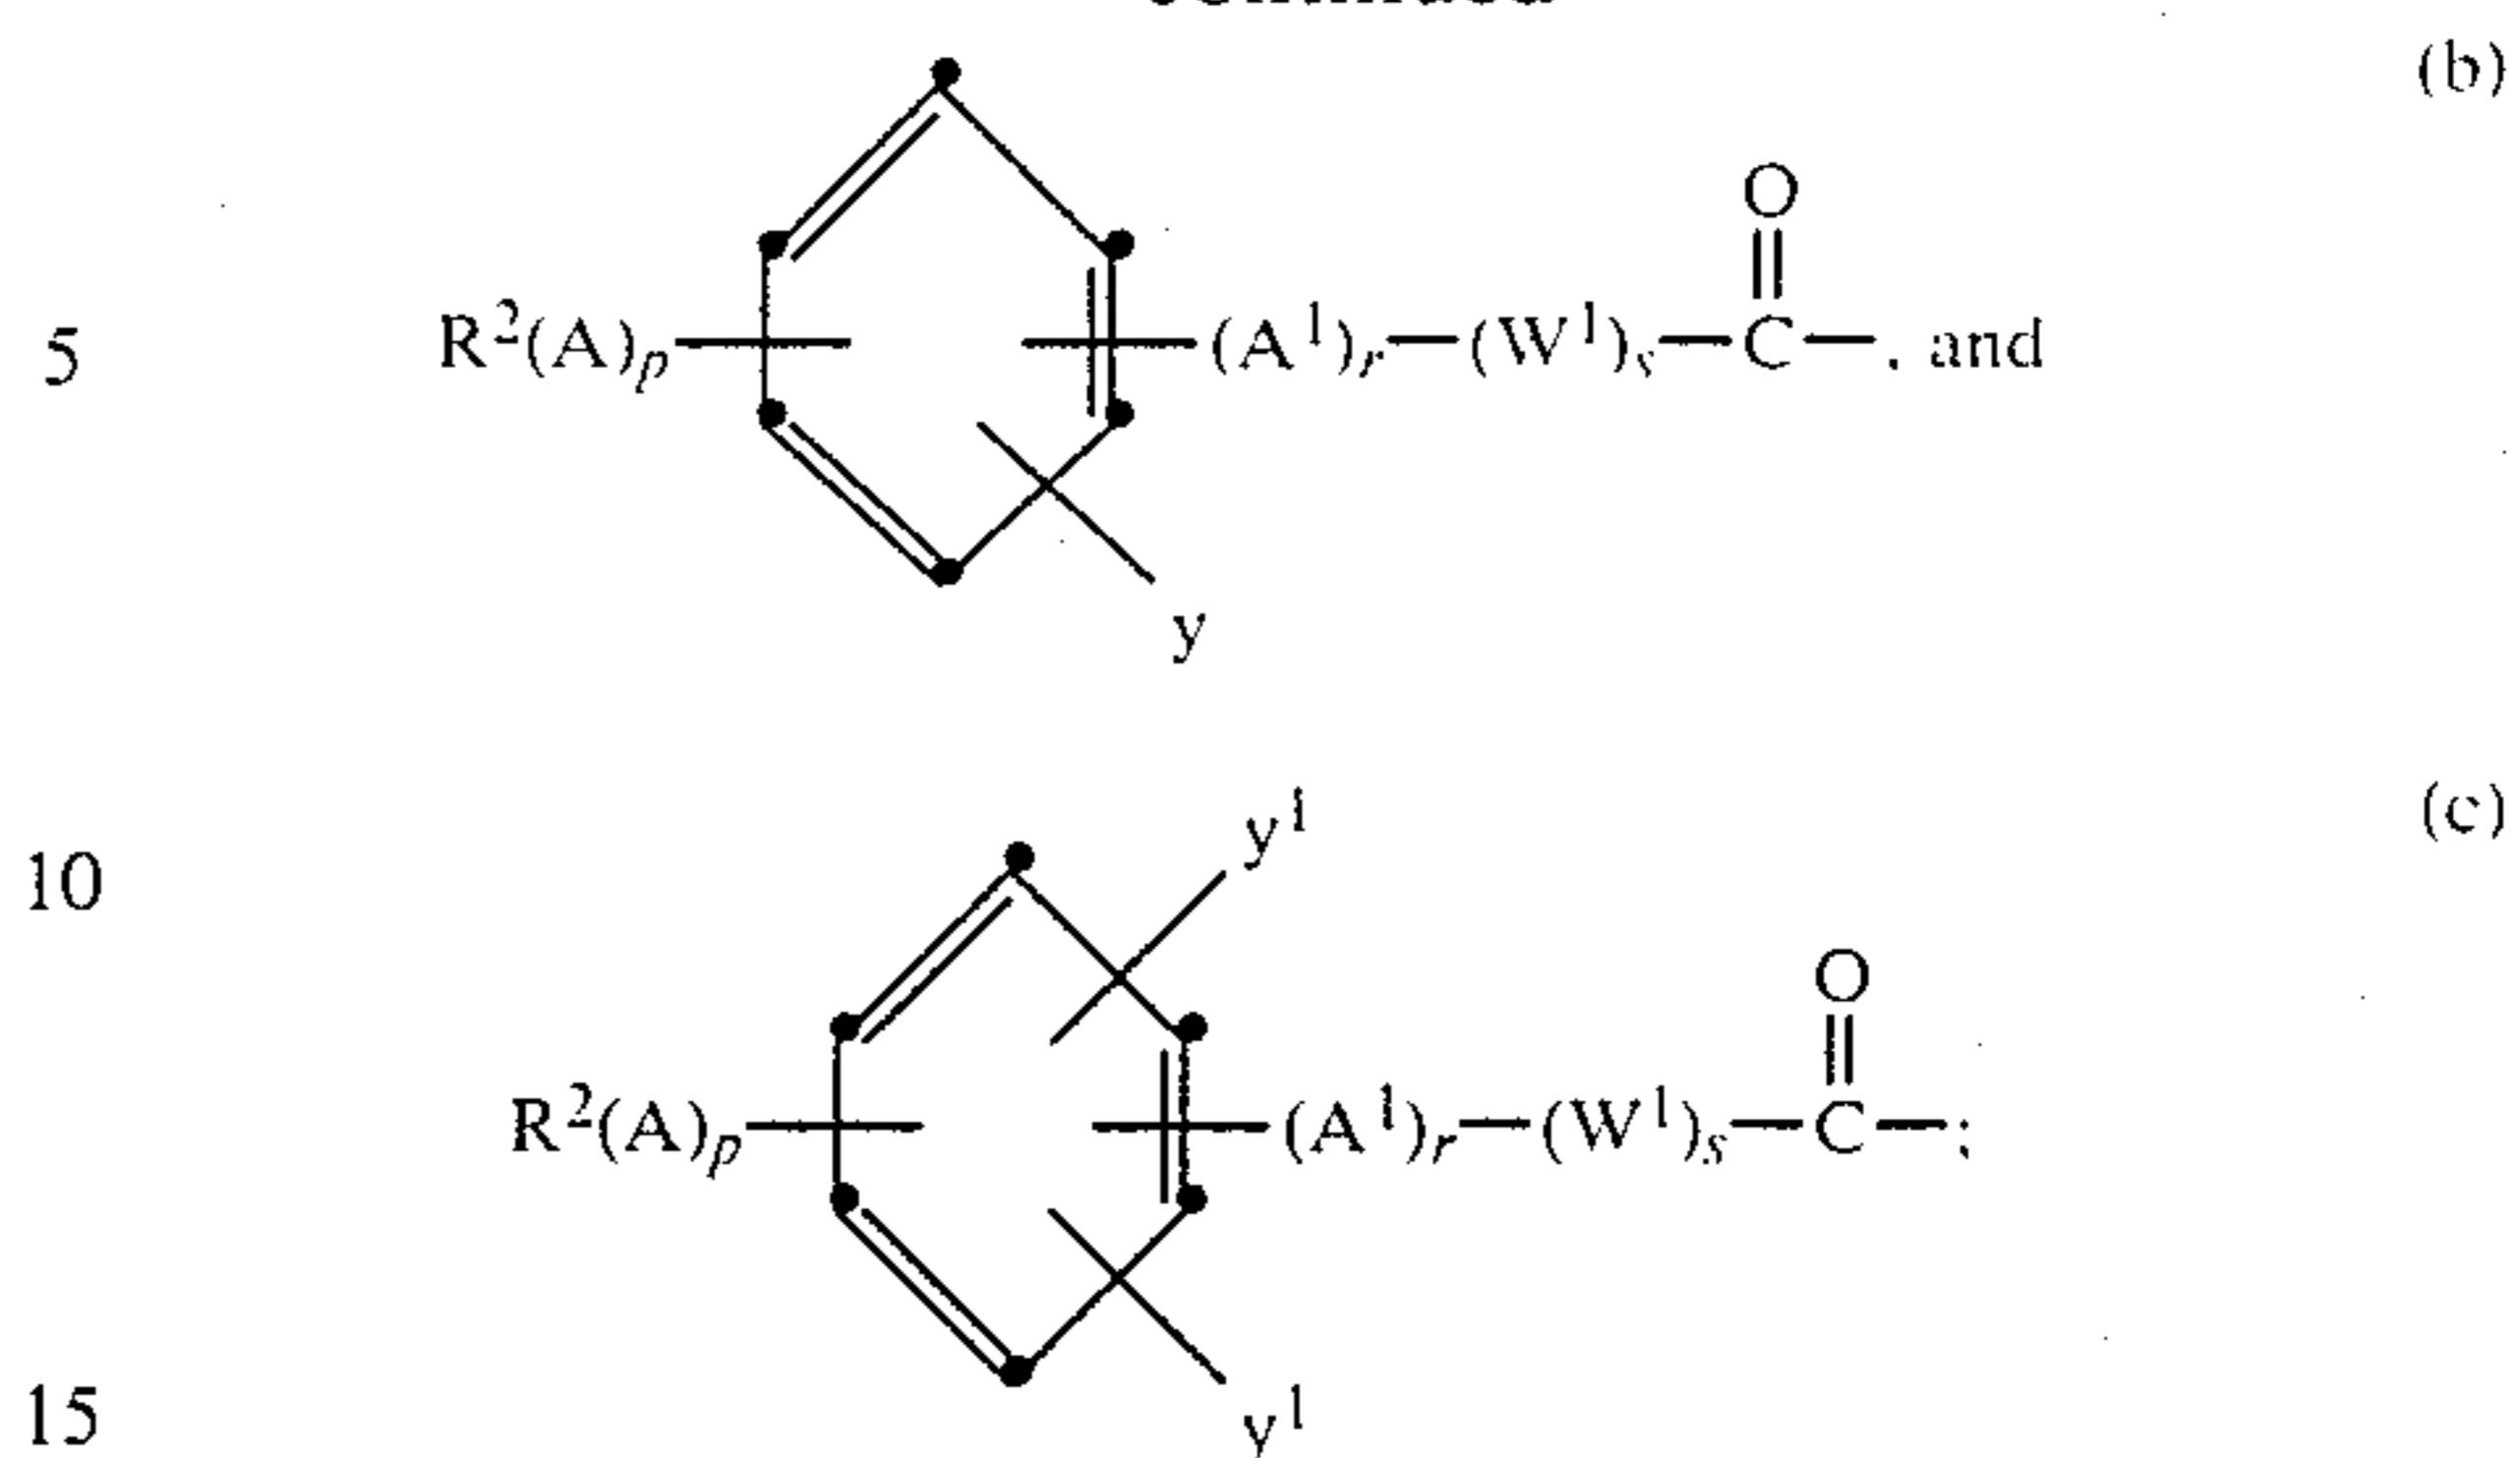 (b)
O
5 R²(A)p (A¹)r—(W¹)s—C—, and
y
y¹ (c)
10
O
R²(A)p (A¹)r—(W¹)s—C—;
15 y¹